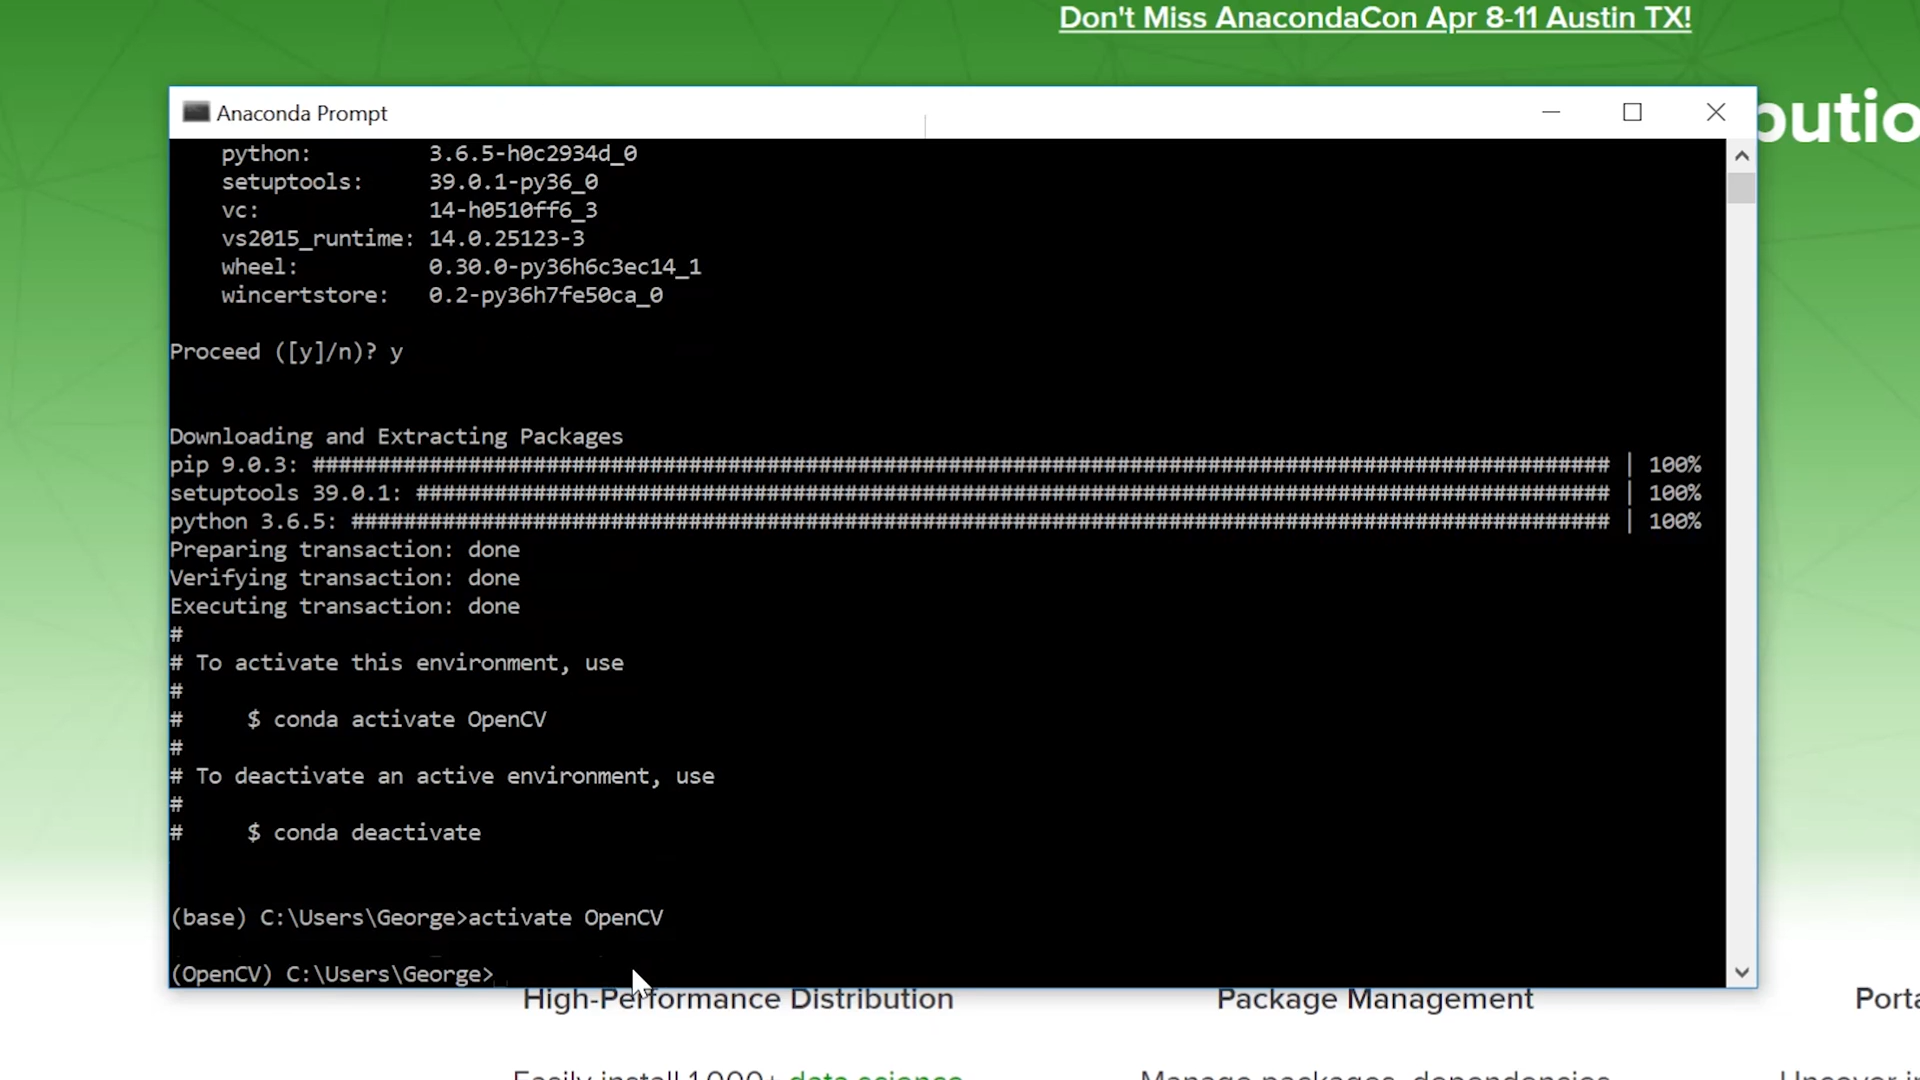 Don't Miss AnacondaCon Apr 8-11 Austin TX!
Anaconda Prompt
butio
python: 3.6.5-h0c2934d_0
setuptools: 39.0.1-py36_0
vc: 14-h0510ff6_3
vs2015_runtime: 14.0.25123-3
wheel: 0.30.0-py36h6c3ec14_1
wincertstore: 0.2-py36h7fe50ca_0
Proceed ([y]/n)? y
Downloading and Extracting Packages
pip 9.0.3: #################################################################################################### | 100%
setuptools 39.0.1: ############################################################################################ | 100%
python 3.6.5: ################################################################################################# | 100%
Preparing transaction: done
Verifying transaction: done
Executing transaction: done
#
# To activate this environment, use
#
#     $ conda activate OpenCV
#
# To deactivate an active environment, use
#
#     $ conda deactivate
(base) C:\Users\George>activate OpenCV
(OpenCV) C:\Users\George>
High-Performance Distribution
Package Management
Porta
Easily install 1,000+ data science
Manage packages, dependencies